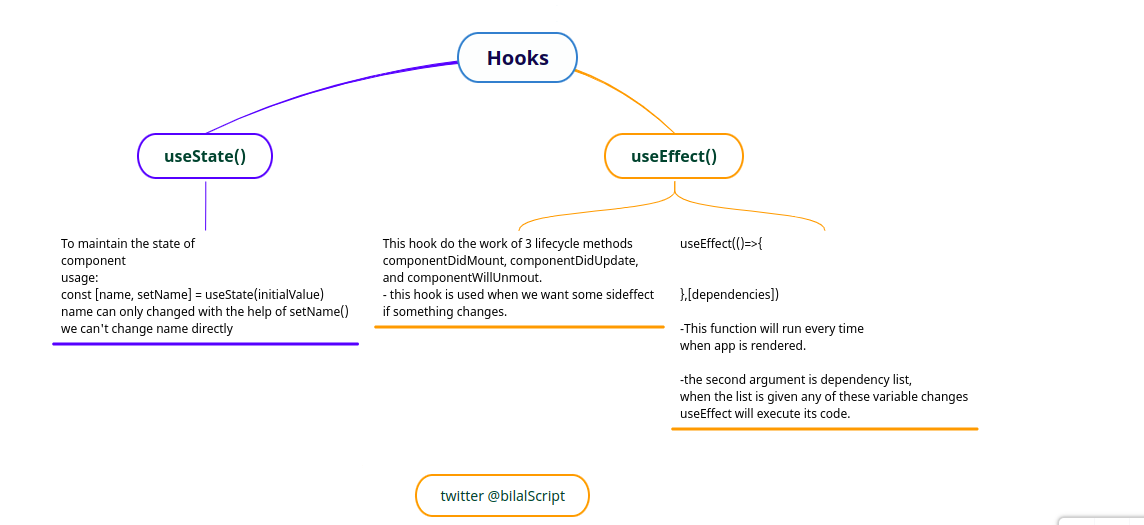 Hooks
useState()
useEffect()
To maintain the state of
component
usage:
const [name, setName] = useState(initialValue)
name can only changed with the help of setName()
we can't change name directly
This hook do the work of 3 lifecycle methods
componentDidMount, componentDidUpdate,
and componentWillUnmout.
- this hook is used when we want some sideffect
if something changes.
useEffect(()=>{
},[dependencies])
-This function will run every time
when app is rendered.
-the second argument is dependency list,
when the list is given any of these variable changes
useEffect will execute its code.
twitter @bilalScript